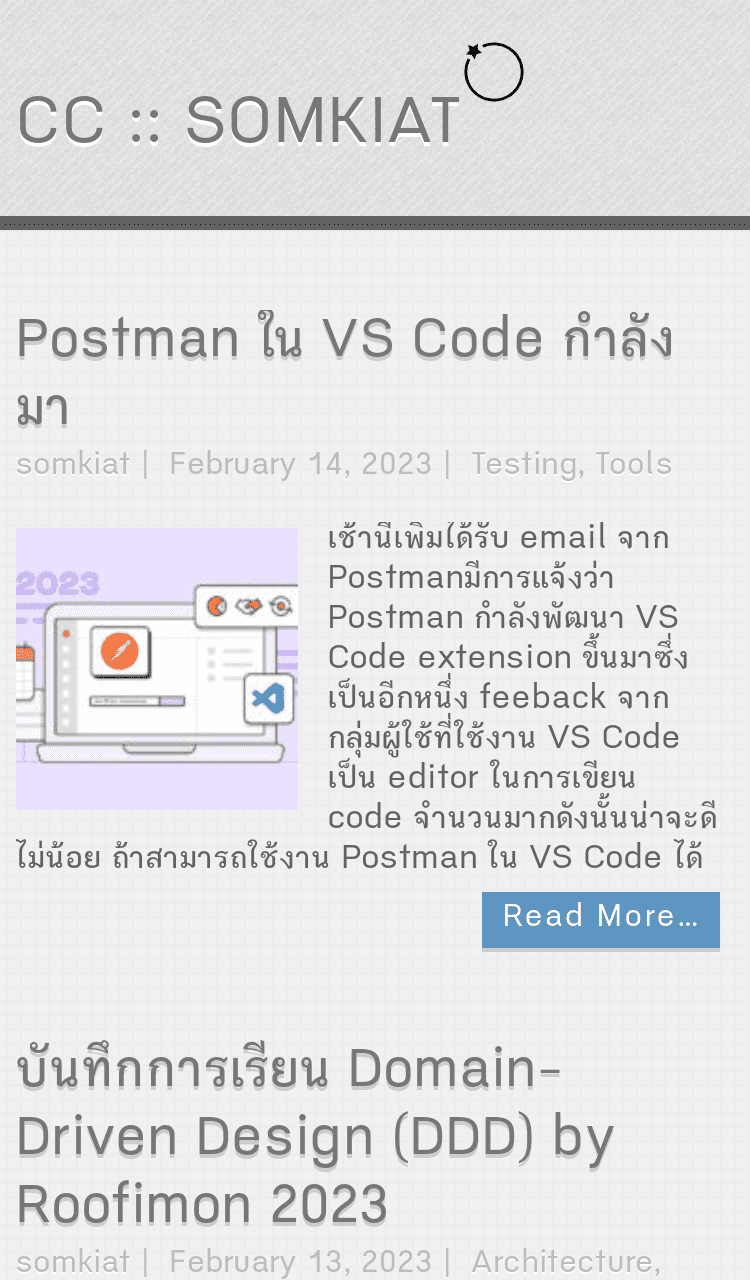 CC :: SOMKIAT
Postman ใน VS Code กำลัง
มา
somkiat | February 14, 2023 | Testing, Tools
2023
เช้านี้เพิ่มได้รับ email จาก
Postmanมีการแจ้งว่า
Postman กำลังพัฒนา VS
Code extension ขึ้นมาซึ่ง
เป็นอีกหนึ่ง feeback จาก
กลุ่มผู้ใช้ที่ใช้งาน VS Code
เป็น editor ในการเขียน
code จำนวนมากดังนั้นน่าจะดี
ไม่น้อย ถ้าสามารถใช้งาน Postman ใน VS Code ได้
Read More…
บันทึกการเรียน Domain-
Driven Design (DDD) by
Roofimon 2023
somkiat | February 13, 2023 | Architecture,